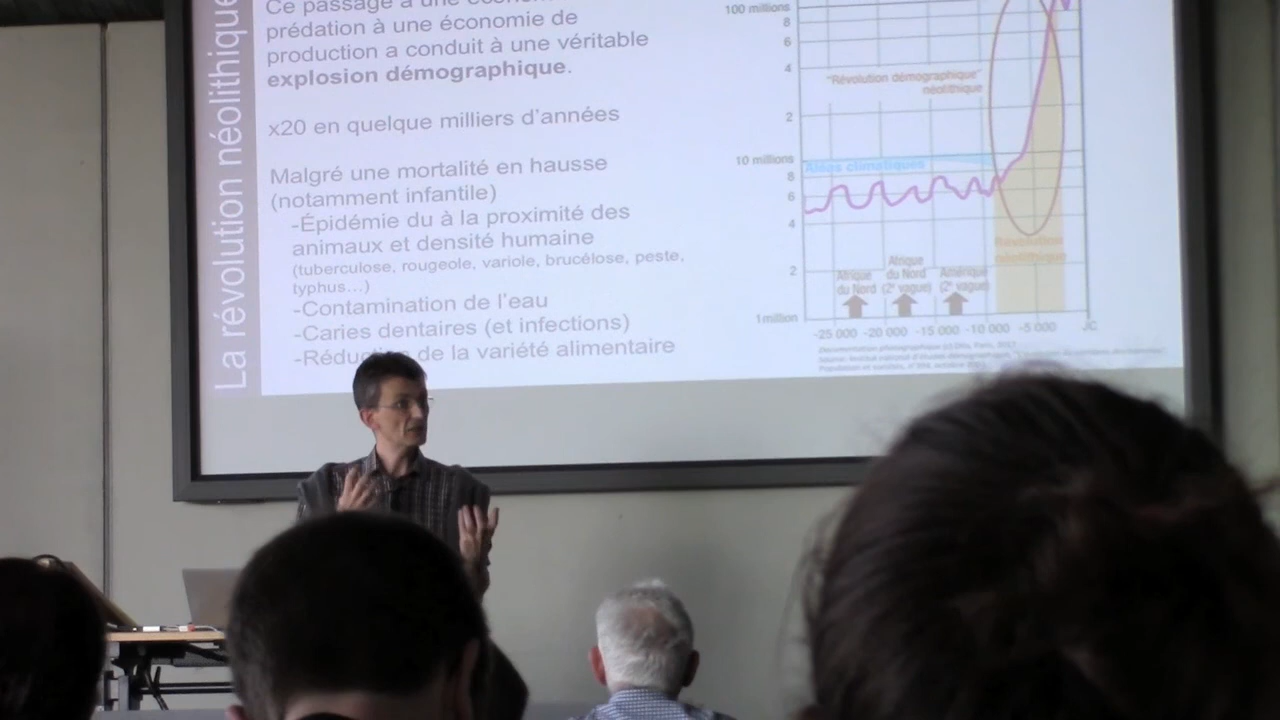 La révolution néolithique
Ce passage à une
prédation à une économie de
production a conduit à une véritable
explosion démographique.
x20 en quelque milliers d'années
Malgré une mortalité en hausse
(notamment infantile)
-Épidémie du à la proximité des
animaux et densité humaine
(tuberculose, rougeole, variole, brucélose, peste,
typhus...)
-Contamination de l'eau
-Caries dentaires (et infections)
-Réduction de la variété alimentaire
100 millions
8
6
4
"Révolution démographique"
néolithique
2
10 millions
Aléas climatiques
8
6
4
Révolution
néolithique
2
Afrique
du Nord
Afrique
du Nord
(2e vague)
Amérique
(2e vague)
1 million
-25 000 -20 000 -15 000 -10 000 -5 000 JC